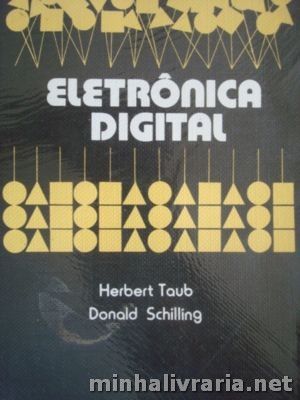 ELETRÔNICA
DIGITAL
Herbert Taub
Donald Schilling
minhalivraria.net